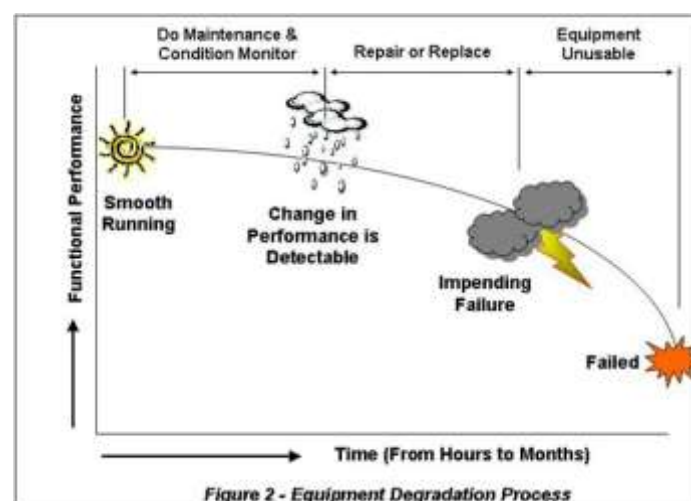 Do Maintenance &
Condition Monitor
Repair or Replace
Equipment
Unusable
Functional Performance
Smooth
Running
Change in
Performance is
Detectable
Impending
Failure
Failed
Time (From Hours to Months)
Figure 2 - Equipment Degradation Process